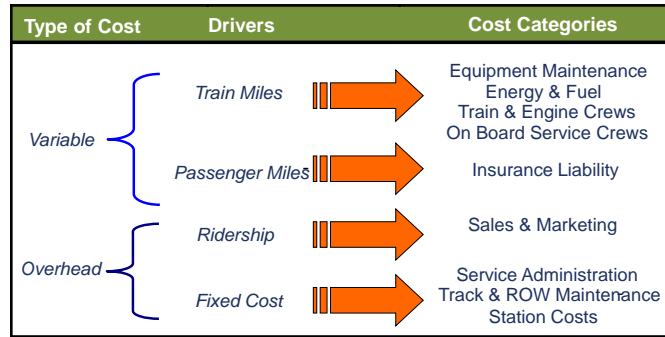 Type of Cost Drivers Cost Categories
Variable
Train Miles
Equipment Maintenance
Energy & Fuel
Train & Engine Crews
On Board Service Crews
Passenger Miles
Insurance Liability
Overhead
Ridership
Sales & Marketing
Fixed Cost
Service Administration
Track & ROW Maintenance
Station Costs